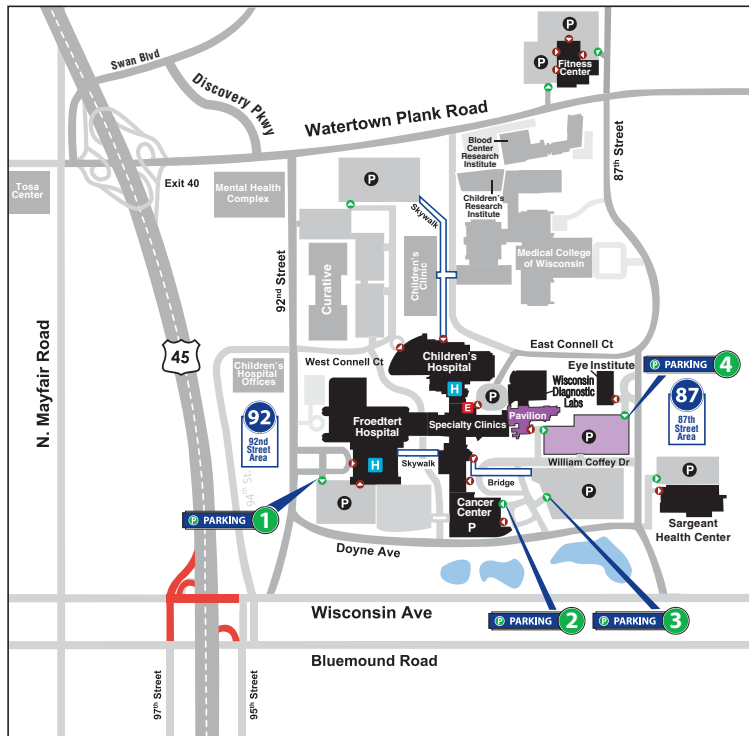 P
P
Fitness
Center
Swan Blvd
Discovery Pkwy
Watertown Plank Road
87th Street
Blood
Center
Research
Institute
Exit 40
Tosa
Center
Mental Health
Complex
P
Children's
Research
Institute
Skywalk
Medical College
of Wisconsin
Curative
Children's
Clinic
92nd Street
N. Mayfair Road
45
East Connell Ct
West Connell Ct
Children's
Hospital
Eye Institute
P PARKING 4
Children's
Hospital
Offices
H
E
P
Wisconsin
Diagnostic
Labs
92
92nd
Street
Area
87
87th
Street
Area
Froedtert
Hospital
Specialty Clinics
Pavilion
P
H
Skywalk
William Coffey Dr
94th St
Bridge
P
P
P
P PARKING 1
Cancer
Center
P
Sargeant
Health Center
Doyne Ave
Wisconsin Ave
P PARKING 2
P PARKING 3
Bluemound Road
97th Street
95th Street